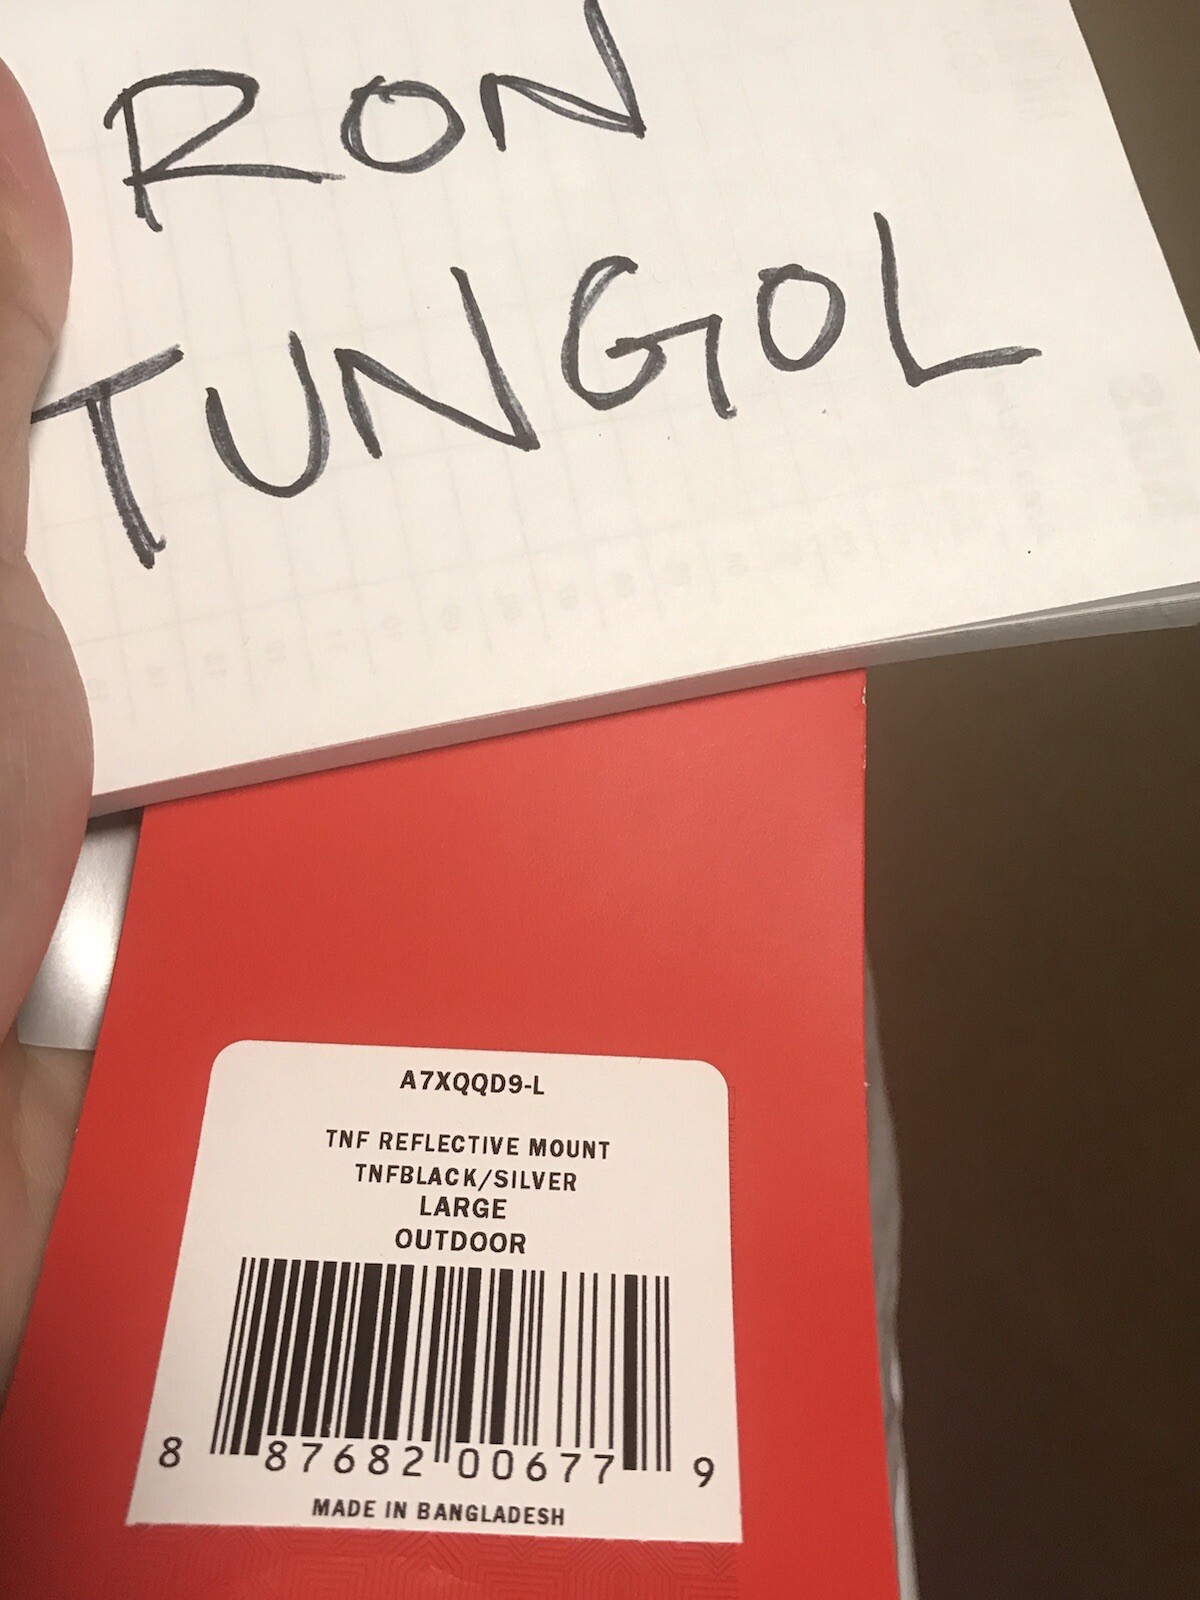 RON
TUNGOL
A7XQQD9-L
TNF REFLECTIVE MOUNT
TNFBLACK/SILVER
LARGE
OUTDOOR
8 87682 00677 9
MADE IN BANGLADESH